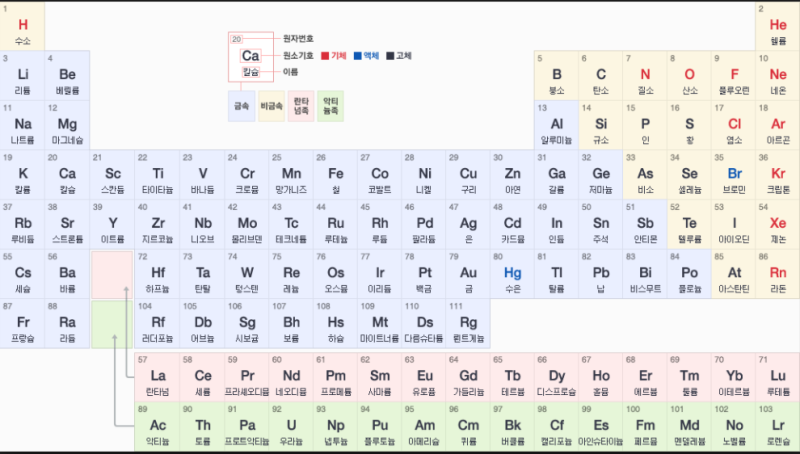 1 2
H He
수소 헬륨
20 원자번호
Ca 원소기호 기체 액체 고체
칼슘 이름
금속 비금속 란타넘족 악티늄족
3 4 5 6 7 8 9 10
Li Be B C N O F Ne
리튬 베릴륨 붕소 탄소 질소 산소 플루오린 네온
11 12 13 14 15 16 17 18
Na Mg Al Si P S Cl Ar
나트륨 마그네슘 알루미늄 규소 인 황 염소 아르곤
19 20 21 22 23 24 25 26 27 28 29 30 31 32 33 34 35 36
K Ca Sc Ti V Cr Mn Fe Co Ni Cu Zn Ga Ge As Se Br Kr
칼륨 칼슘 스칸듐 타이타늄 바나듐 크로뮴 망가니즈 철 코발트 니켈 구리 아연 갈륨 저마늄 비소 셀레늄 브로민 크립톤
37 38 39 40 41 42 43 44 45 46 47 48 49 50 51 52 53 54
Rb Sr Y Zr Nb Mo Tc Ru Rh Pd Ag Cd In Sn Sb Te I Xe
루비듐 스트론튬 이트륨 지르코늄 니오브 몰리브덴 테크네튬 루테늄 로듐 팔라듐 은 카드뮴 인듐 주석 안티몬 텔루륨 아이오딘 제논
55 56 72 73 74 75 76 77 78 79 80 81 82 83 84 85 86
Cs Ba Hf Ta W Re Os Ir Pt Au Hg Tl Pb Bi Po At Rn
세슘 바륨 하프늄 탄탈 텅스텐 레늄 오스뮴 이리듐 백금 금 수은 탈륨 납 비스무트 폴로늄 아스탄틴 라돈
87 88 104 105 106 107 108 109 110 111
Fr Ra Rf Db Sg Bh Hs Mt Ds Rg
프랑슘 라듐 러더포늄 더브늄 시보귬 보륨 하슘 마이트너륨 다름슈타튬 뢴트게늄
57 58 59 60 61 62 63 64 65 66 67 68 69 70 71
La Ce Pr Nd Pm Sm Eu Gd Tb Dy Ho Er Tm Yb Lu
란타넘 세륨 프라세오디뮴 네오디뮴 프로메튬 사마륨 유로퓸 가돌리늄 테르븀 디스프로슘 홀뮴 에르븀 툴륨 이테르븀 루테튬
89 90 91 92 93 94 95 96 97 98 99 100 101 102 103
Ac Th Pa U Np Pu Am Cm Bk Cf Es Fm Md No Lr
악티늄 토륨 프로트악티늄 우라늄 넵투늄 플루토늄 아메리슘 퀴륨 버클륨 캘리포늄 아인슈타이늄 페르뮴 멘델레븀 노벨륨 로렌슘